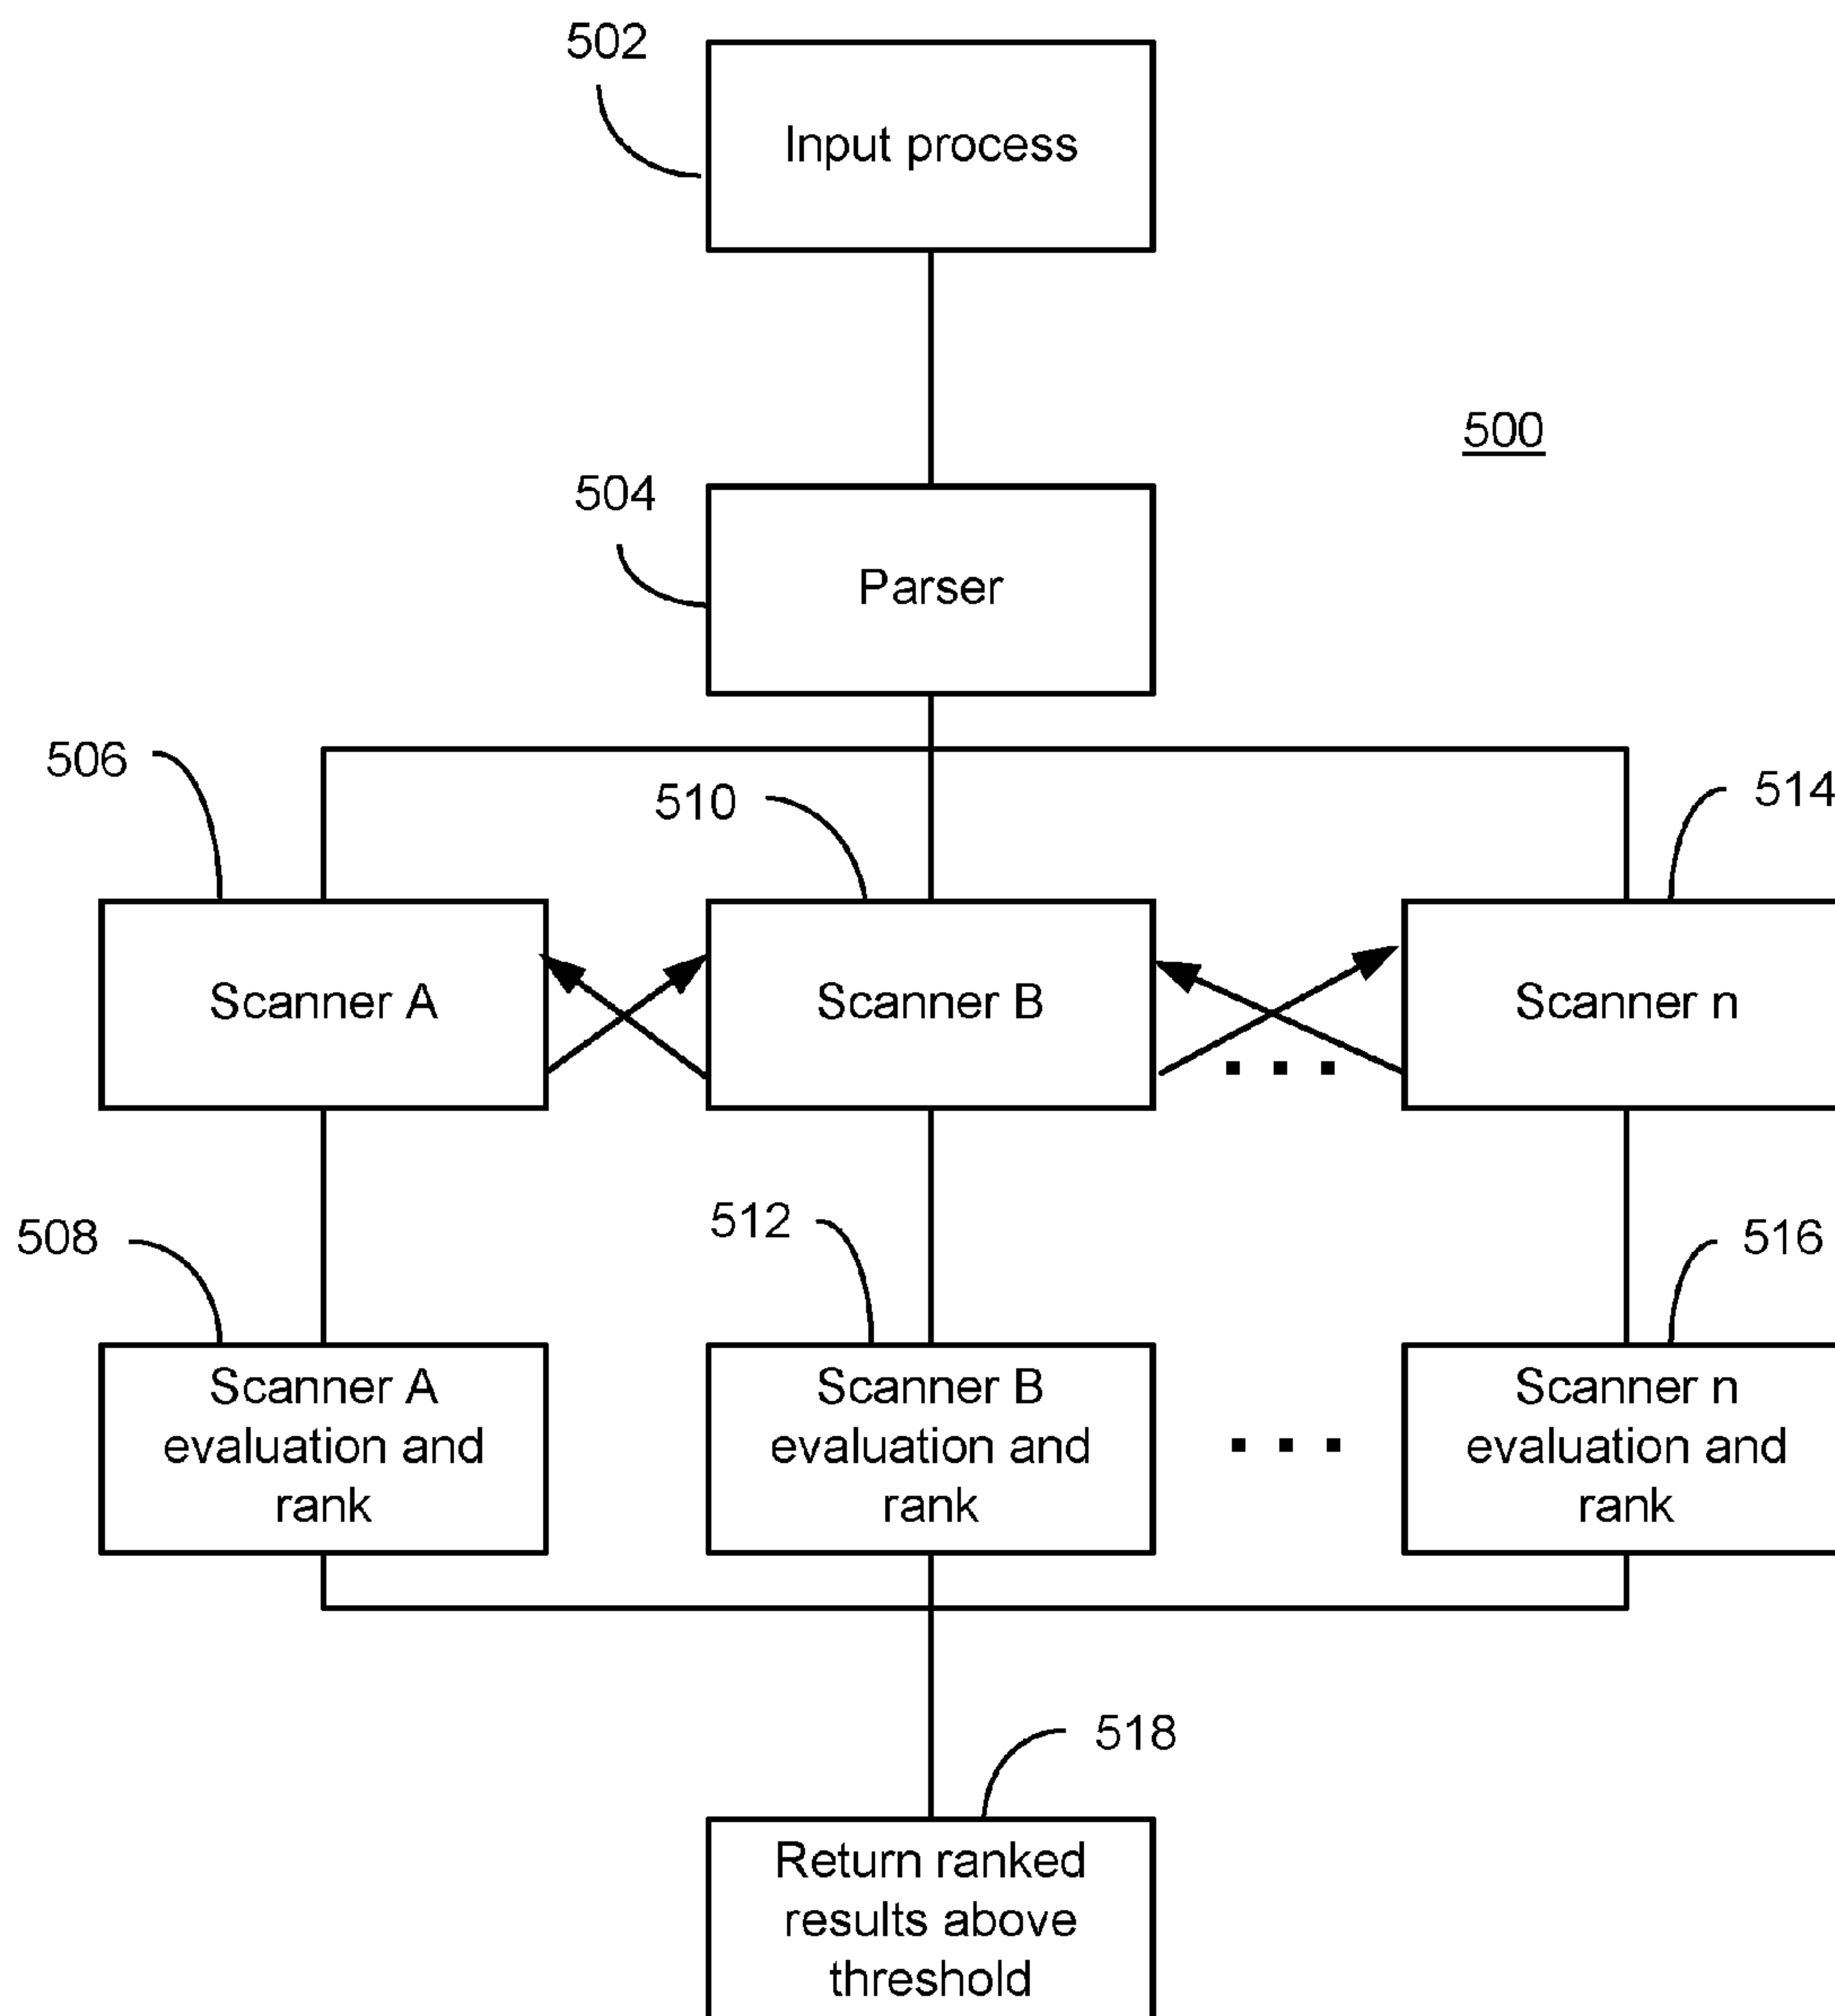 502
Input process
500
504
Parser
506
510
514
Scanner A
Scanner B
Scanner n
. . .
508
512
516
Scanner A
evaluation and
rank
Scanner B
evaluation and
rank
. . .
Scanner n
evaluation and
rank
518
Return ranked
results above
threshold